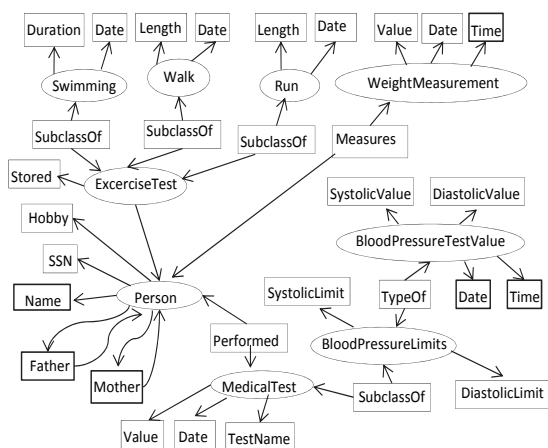 Duration
Date
Length
Date
Length
Date
Value
Date
Time
Swimming
Walk
Run
WeightMeasurement
SubclassOf
SubclassOf
SubclassOf
Measures
Stored
ExcerciseTest
SystolicValue
DiastolicValue
Hobby
BloodPressureTestValue
SSN
Name
Person
SystolicLimit
TypeOf
Date
Time
Performed
BloodPressureLimits
Father
Mother
MedicalTest
SubclassOf
DiastolicLimit
Value
Date
TestName